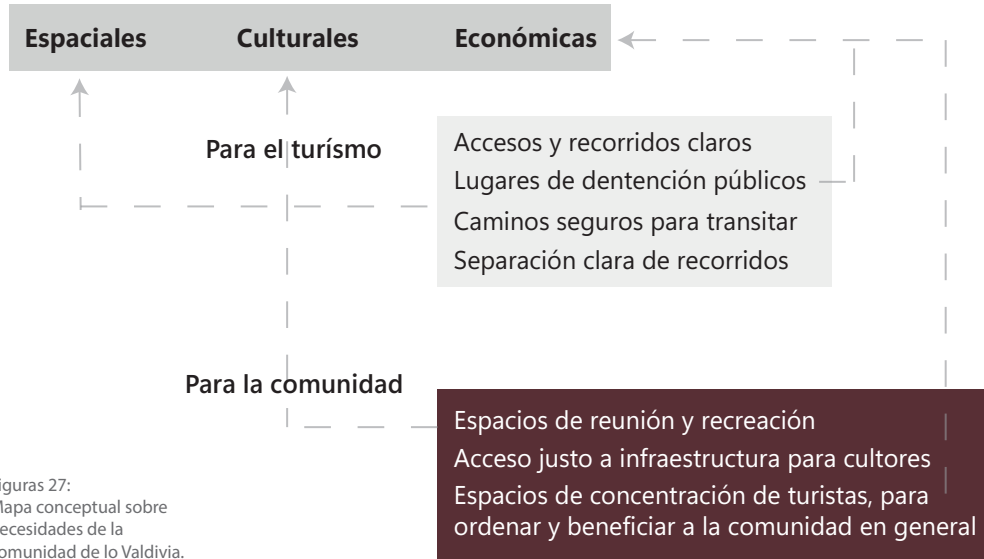 Espaciales Culturales Económicas
Para el turísmo
Accesos y recorridos claros
Lugares de dentención públicos
Caminos seguros para transitar
Separación clara de recorridos
Para la comunidad
Espacios de reunión y recreación
Acceso justo a infraestructura para cultores
Espacios de concentración de turistas, para
ordenar y beneficiar a la comunidad en general
iguras 27:
apa conceptual sobre
ecesidades de la
omunidad de lo Valdivia.